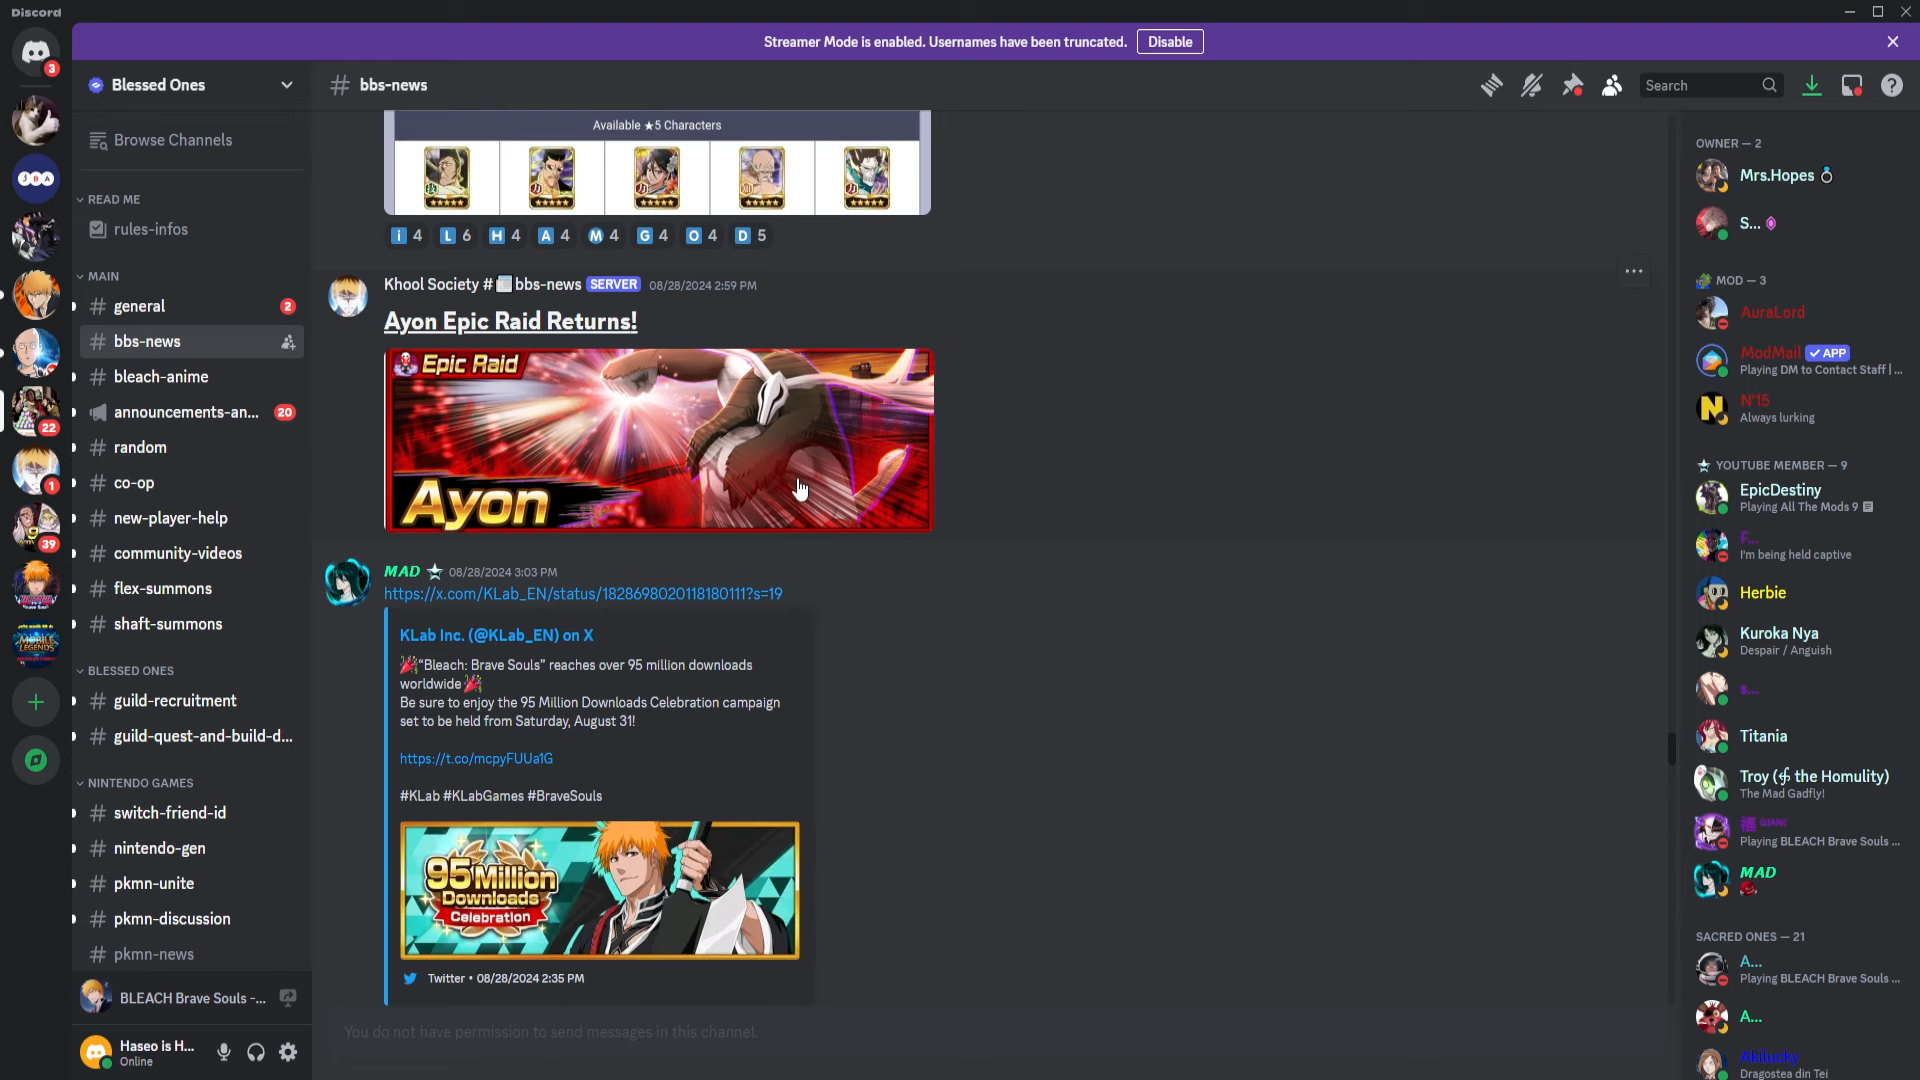 Discord
Streamer Mode is enabled. Usernames have been truncated.
Disable
3
Blessed Ones
bbs-news
Search
Browse Channels
READ ME
rules-infos
MAIN
general
2
bbs-news
bleach-anime
announcements-an...
20
random
co-op
new-player-help
community-videos
flex-summons
shaft-summons
BLESSED ONES
guild-recruitment
guild-quest-and-build-d...
NINTENDO GAMES
switch-friend-id
nintendo-gen
pkmn-unite
pkmn-discussion
pkmn-news
BLEACH Brave Souls -...
Haseo is H...
Online
JBA
22
1
39
MOBILE
LEGENDS
Available ★5 Characters
I 4 L 6 H 4 A 4 M 4 G 4 O 4 D 5
Khool Society # bbs-news SERVER 08/28/2024 2:59 PM
Ayon Epic Raid Returns!
Epic Raid
Ayon
MAD 08/28/2024 3:03 PM
https://x.com/KLab_EN/status/1828698020118180111?s=19
KLab Inc. (@KLab_EN) on X
🎉"Bleach: Brave Souls" reaches over 95 million downloads
worldwide🎉
Be sure to enjoy the 95 Million Downloads Celebration campaign
set to be held from Saturday, August 31!
https://t.co/mcpyFUUa1G
#KLab #KLabGames #BraveSouls
95 Million
Downloads
Celebration
Twitter • 08/28/2024 2:35 PM
You do not have permission to send messages in this channel.
OWNER — 2
Mrs.Hopes
S...
MOD — 3
AuraLord
ModMail ✓ APP
Playing DM to Contact Staff | ...
N'15
Always lurking
YOUTUBE MEMBER — 9
EpicDestiny
Playing All The Mods 9
F...
I'm being held captive
Herbie
Kuroka Nya
Despair / Anguish
s...
Titania
Troy (∯ the Homulity)
The Mad Gadfly!
Playing BLEACH Brave Souls ...
MAD
SACRED ONES — 21
A...
Playing BLEACH Brave Souls ...
A...
Akilucky
Dragostea din Tei